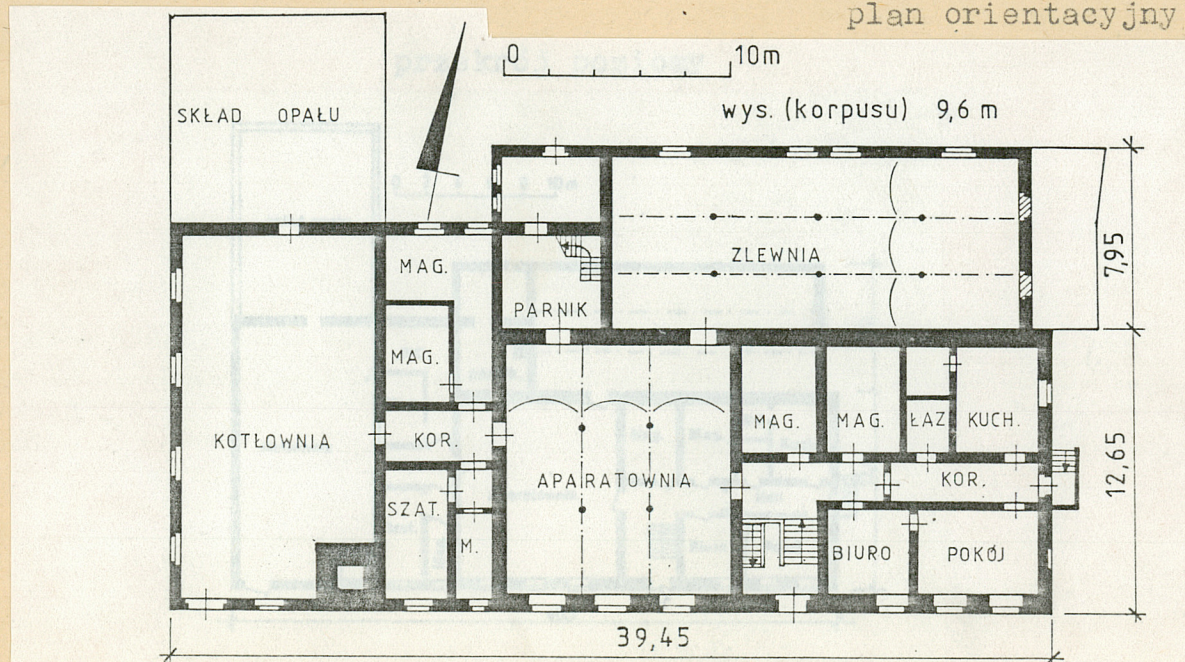 plan orientacyjny
0 10m
wys. (korpusu) 9,6 m
SKŁAD OPAŁU
MAG.
ZLEWNIA
7,95
PARNIK
MAG.
KOTŁOWNIA
KOR.
MAG.
MAG.
ŁAZ
KUCH.
APARATOWNIA
KOR.
12,65
SZAT.
M.
BIURO
POKÓJ
39,45